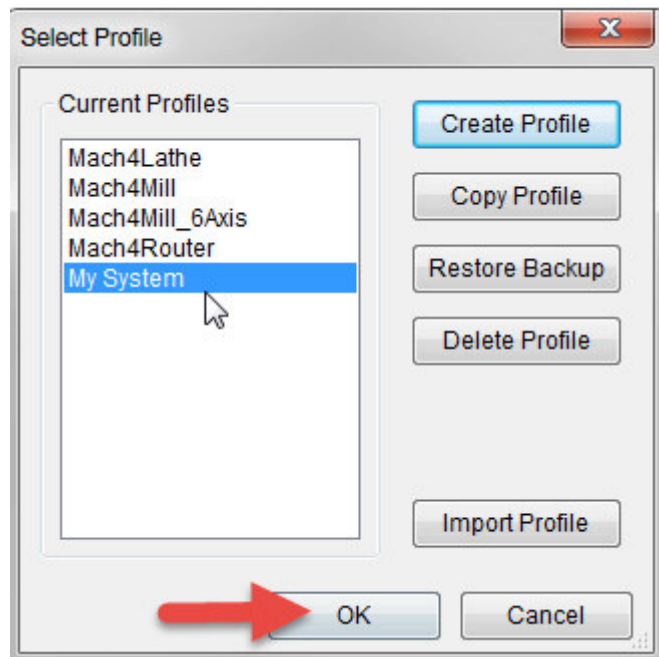 Select Profile
Current Profiles
Mach4Lathe
Mach4Mill
Mach4Mill_6Axis
Mach4Router
My System
Create Profile
Copy Profile
Restore Backup
Delete Profile
Import Profile
OK
Cancel